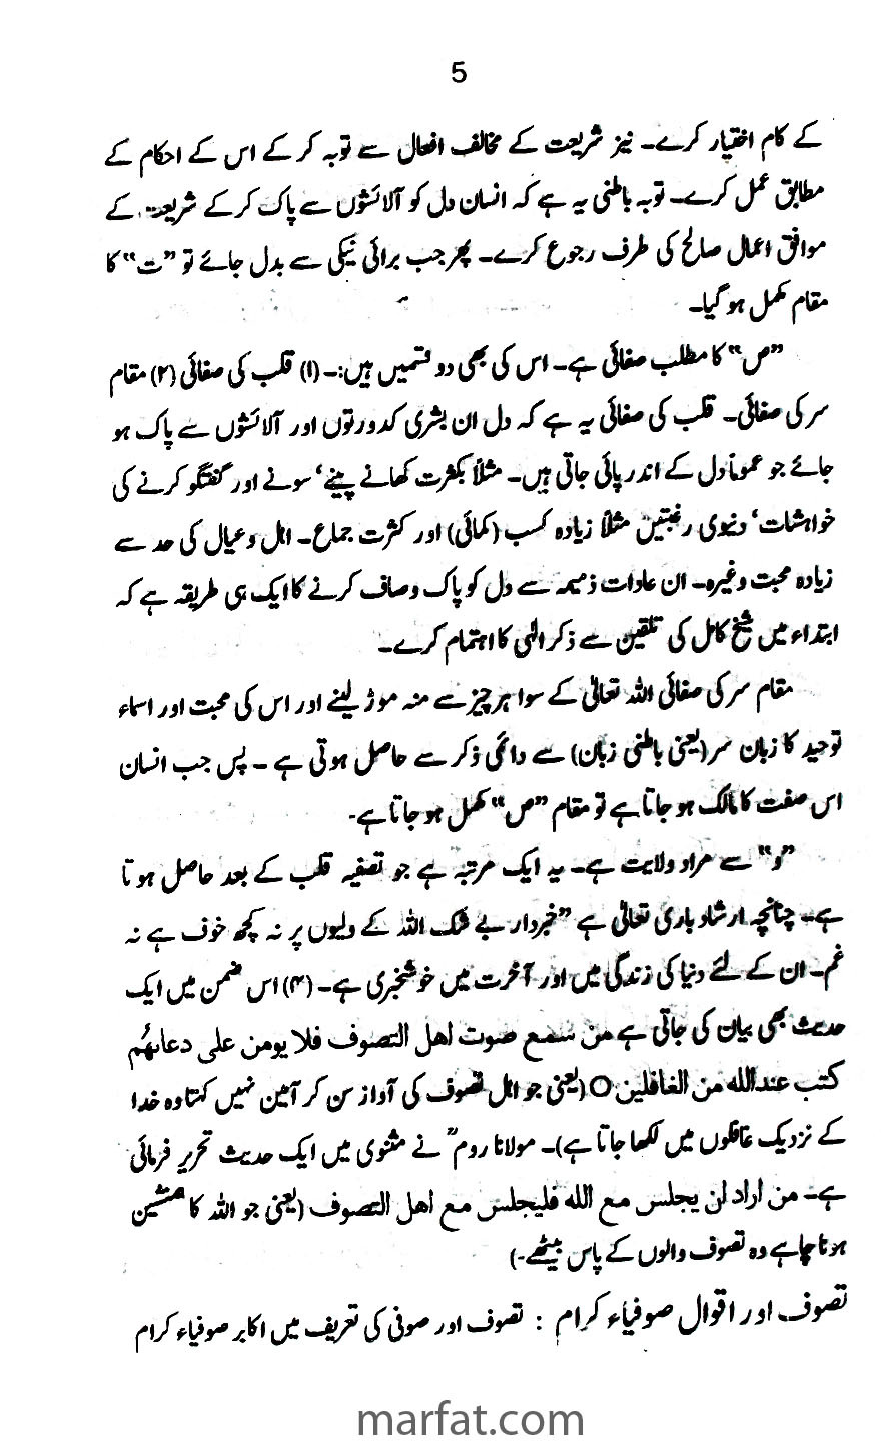 5
کے کام اختیار کرے۔ نیز شریعت کے مخالف افعال سے توبہ کر کے اس کے احکام کے
مطابق عمل کرے۔ توبہ باطنی یہ ہے کہ انسان دل کو آلائشوں سے پاک کر کے شریعت کے
موافق اعمال صالح کی طرف رجوع کرے۔ پھر جب برائی نیکی سے بدل جائے تو ”ت“ کا
مقام مکمل ہو گیا۔
”ص“ کا مطلب صفائی ہے۔ اس کی بھی دو قسمیں ہیں:۔ (۱) قلب کی صفائی (۲) مقام
سر کی صفائی۔ قلب کی صفائی یہ ہے کہ دل ان بشری کدورتوں اور آلائشوں سے پاک ہو
جائے جو عموماً دل کے اندر پائی جاتی ہیں۔ مثلاً بکثرت کھانے پینے‘ سونے اور گفتگو کرنے کی
خواہشات‘ دنیوی رغبتیں مثلاً زیادہ کسب (کمائی) اور کثرت جماع۔ اہل و عیال کی حد سے
زیادہ محبت وغیرہ۔ ان عادات ذمیمہ سے دل کو پاک و صاف کرنے کا ایک ہی طریقہ ہے کہ
ابتداء میں شیخ کامل کی تلقین سے ذکر الٰہی کا اہتمام کرے۔
مقام سر کی صفائی اللہ تعالیٰ کے سوا ہر چیز سے منہ موڑ لینے اور اس کی محبت اور اسماء
توحید کا زبان سر (یعنی باطنی زبان) سے دائمی ذکر سے حاصل ہوتی ہے ۔ پس جب انسان
اس صفت کا مالک ہو جاتا ہے تو مقام ”ص“ مکمل ہو جاتا ہے۔
”و“ سے مراد ولایت ہے۔ یہ ایک مرتبہ ہے جو تصفیہ قلب کے بعد حاصل ہوتا
ہے۔ چنانچہ ارشاد باری تعالیٰ ہے ”خبردار بے شک اللہ کے ولیوں پر نہ کچھ خوف ہے نہ
غم۔ ان کے لئے دنیا کی زندگی میں اور آخرت میں خوشخبری ہے۔ (۳) اس ضمن میں ایک
حدیث بھی بیان کی جاتی ہے من سمع صوت اھل التصوف فلا یومن علی دعائھم
کتب عنداللہ من الغافلین O (یعنی جو اہل تصوف کی آواز سن کر آمین نہیں کہتا وہ خدا
کے نزدیک غافلوں میں لکھا جاتا ہے)۔ مولانا رومؒ نے مثنوی میں ایک حدیث تحریر فرمائی
ہے۔ من اراد ان یجلس مع اللہ فلیجلس مع اھل التصوف (یعنی جو اللہ کا ہمنشین
ہونا چاہے وہ تصوف والوں کے پاس بیٹھے۔)
تصوف اور اقوال صوفیاء کرام : تصوف اور صوفی کی تعریف میں اکابر صوفیاء کرام
marfat.com